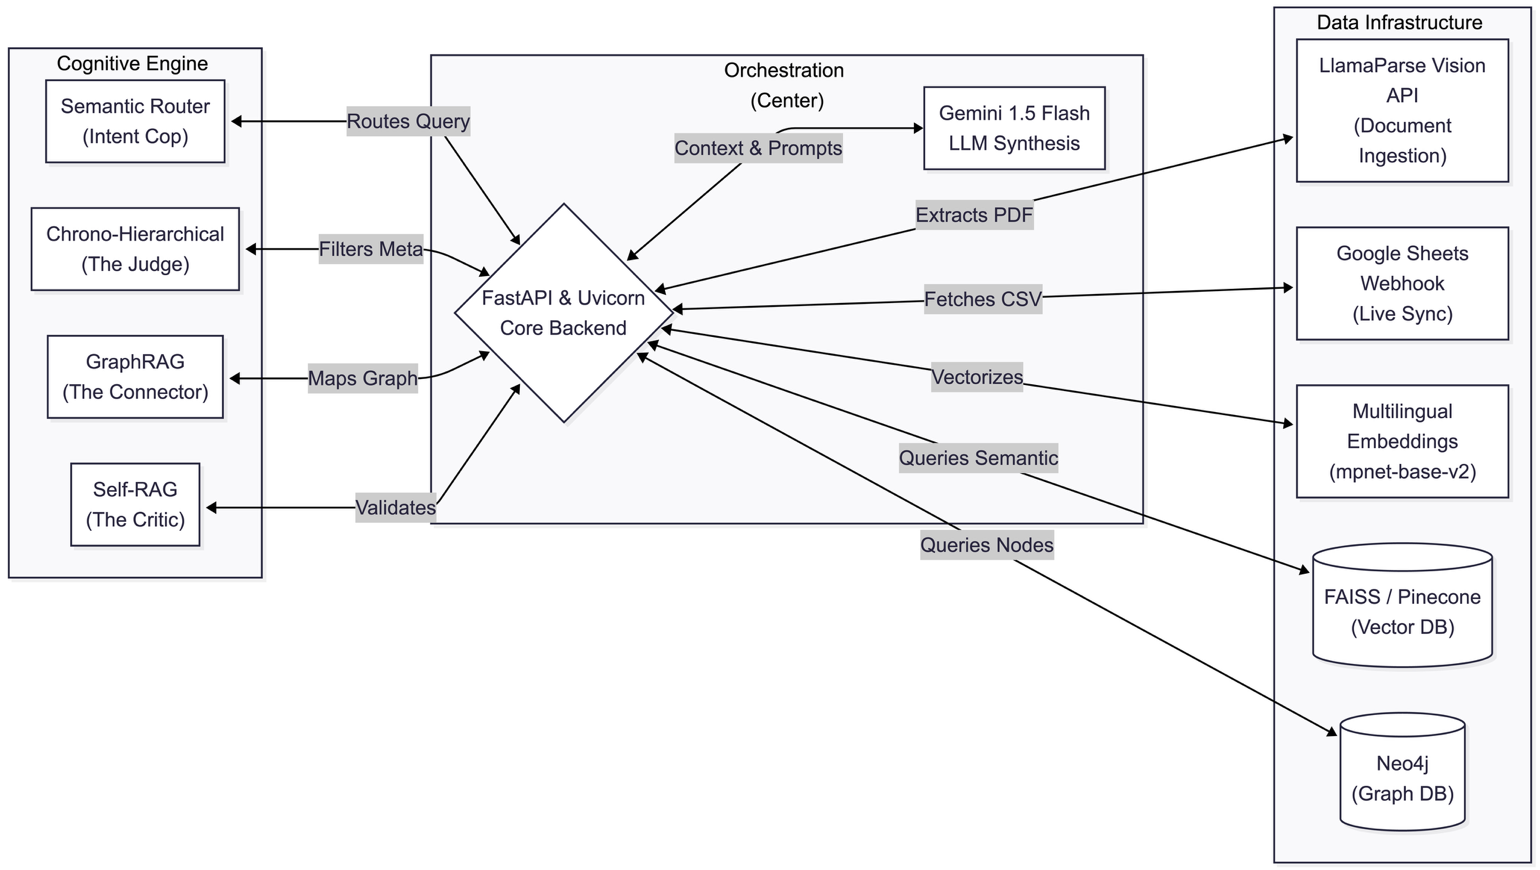 Cognitive Engine
Semantic Router
(Intent Cop)
Chrono-Hierarchical
(The Judge)
GraphRAG
(The Connector)
Self-RAG
(The Critic)
Routes Query
Filters Meta
Maps Graph
Validates
Orchestration
(Center)
FastAPI & Uvicorn
Core Backend
Gemini 1.5 Flash
LLM Synthesis
Context & Prompts
Extracts PDF
Fetches CSV
Vectorizes
Queries Semantic
Queries Nodes
Data Infrastructure
LlamaParse Vision
API
(Document
Ingestion)
Google Sheets
Webhook
(Live Sync)
Multilingual
Embeddings
(mpnet-base-v2)
FAISS / Pinecone
(Vector DB)
Neo4j
(Graph DB)